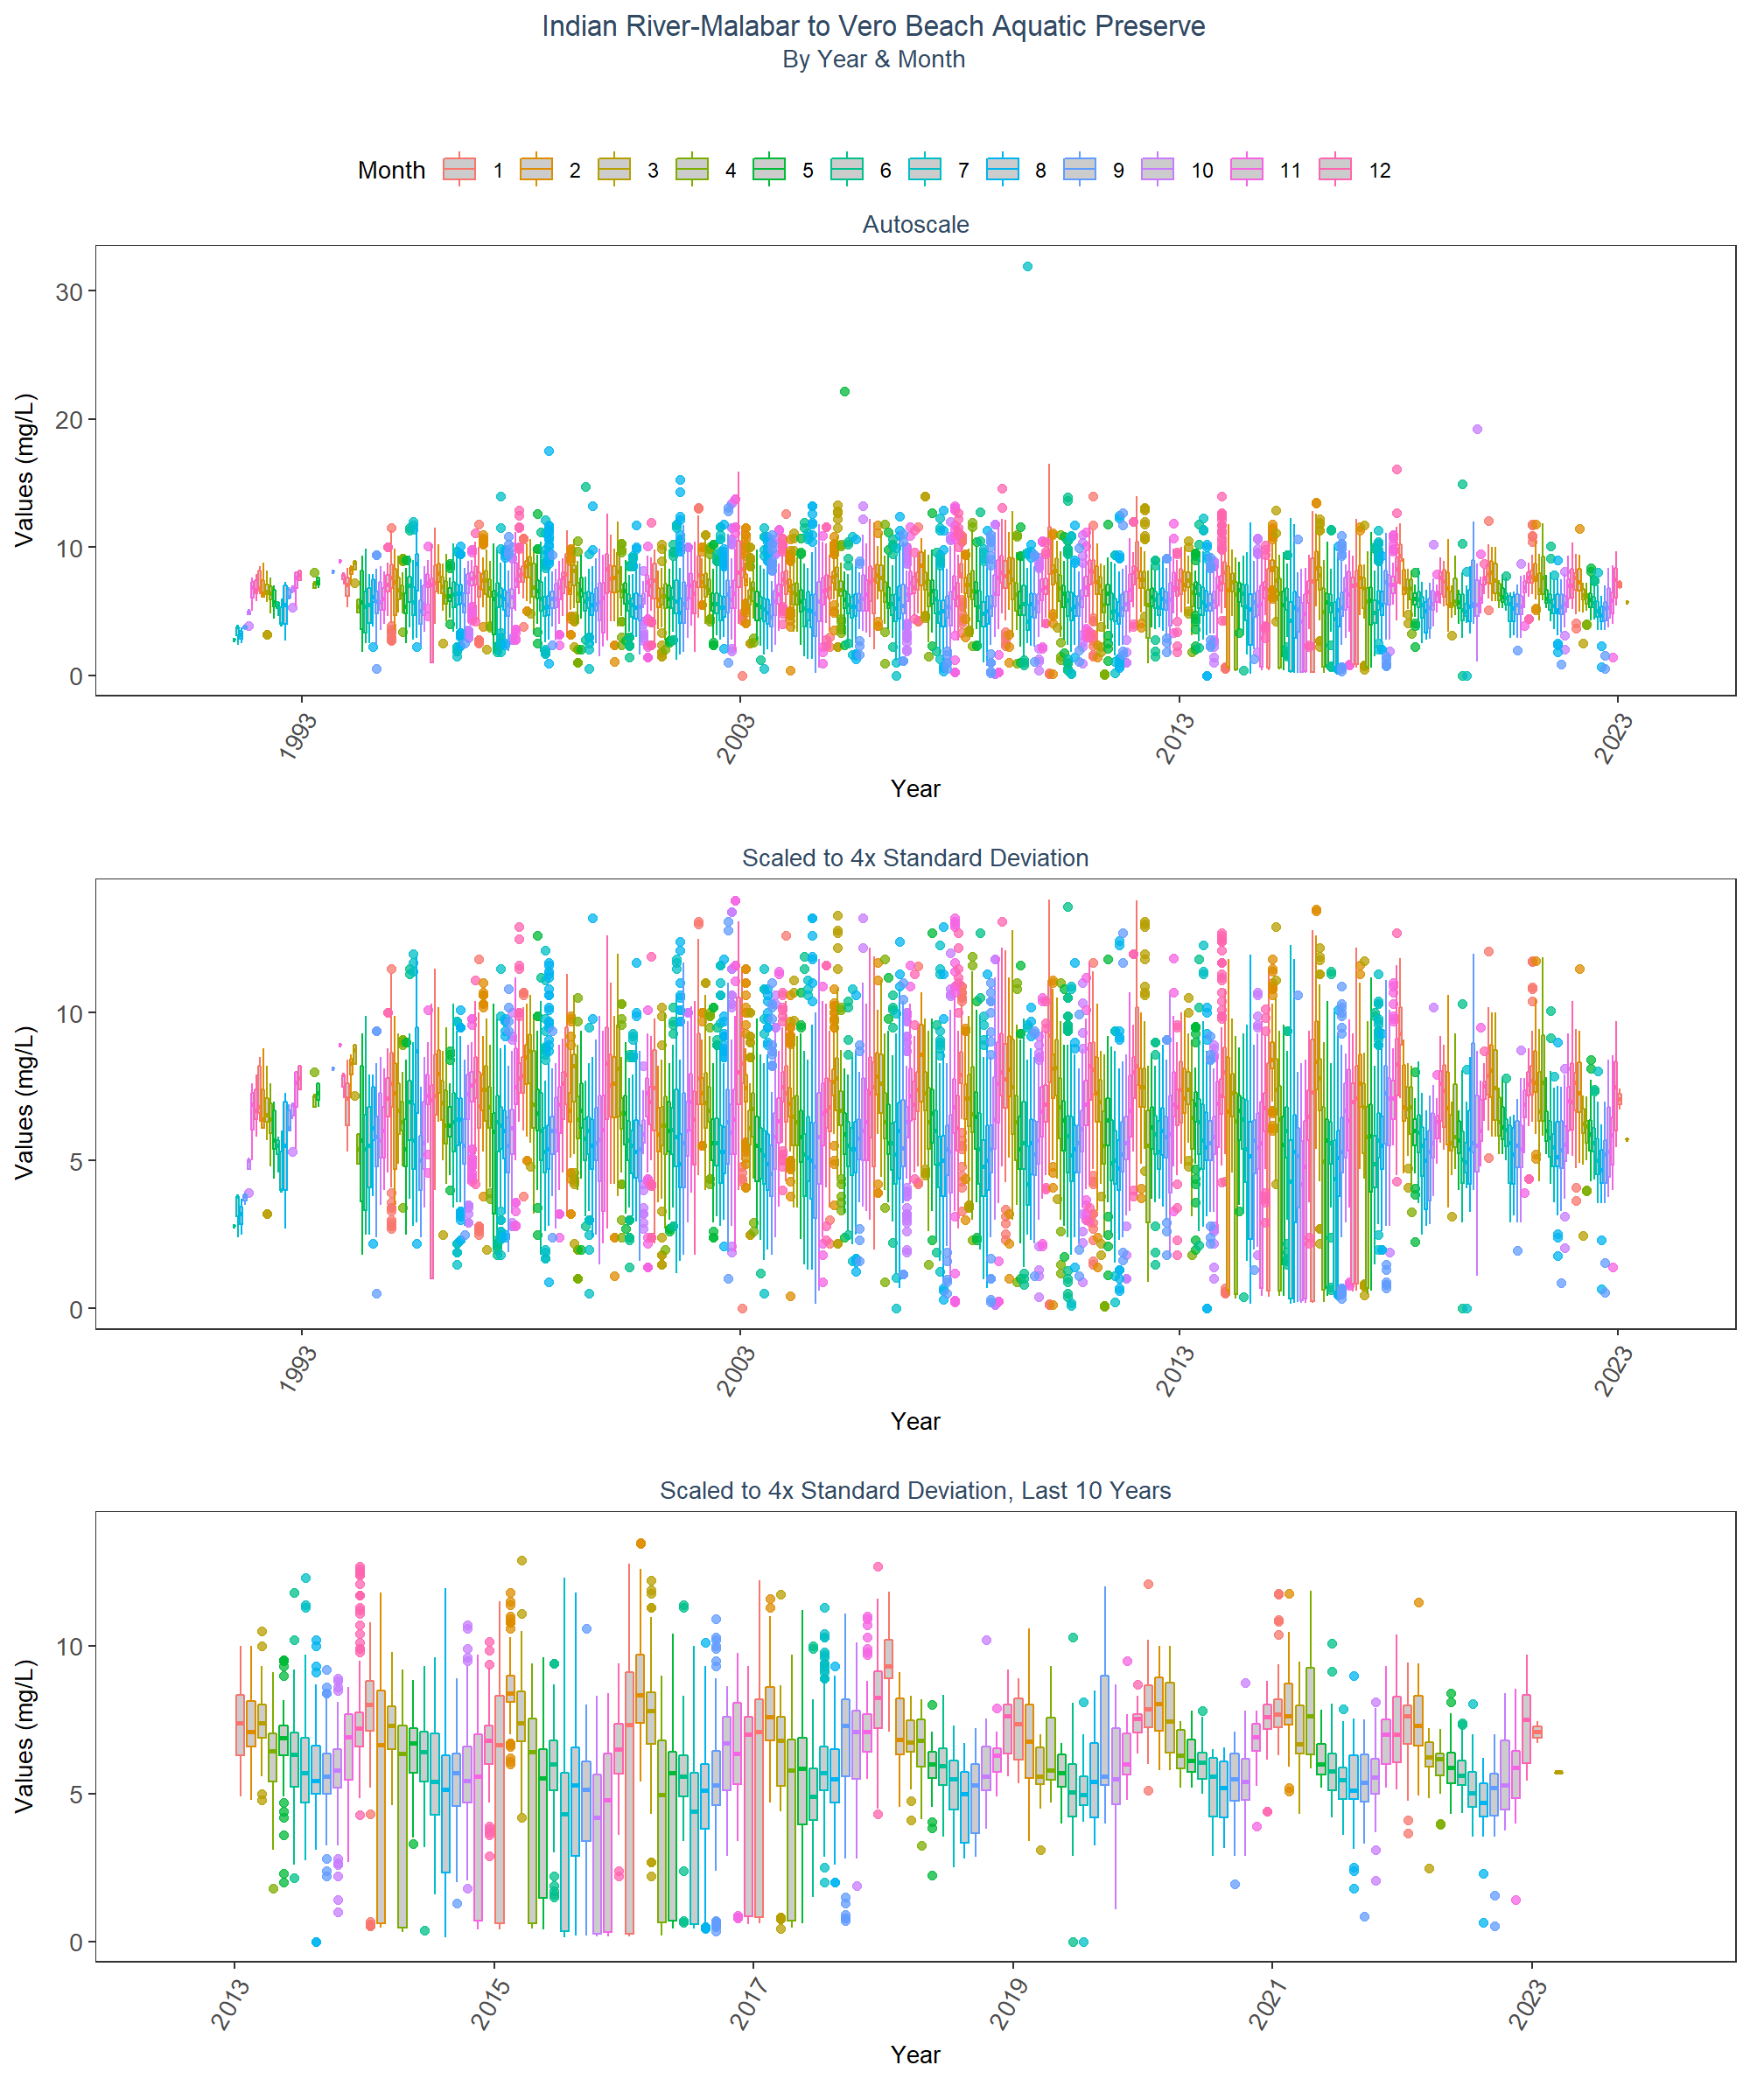 Indian River-Malabar to Vero Beach Aquatic Preserve
By Year & Month
Month 1 2 3 4 5 6 7 8 9 10 11 12
Autoscale
Values (mg/L)
30
20
10
0
1993 2003 2013 2023
Year
Scaled to 4x Standard Deviation
Values (mg/L)
10
5
0
1993 2003 2013 2023
Year
Scaled to 4x Standard Deviation, Last 10 Years
Values (mg/L)
10
5
0
2013 2015 2017 2019 2021 2023
Year